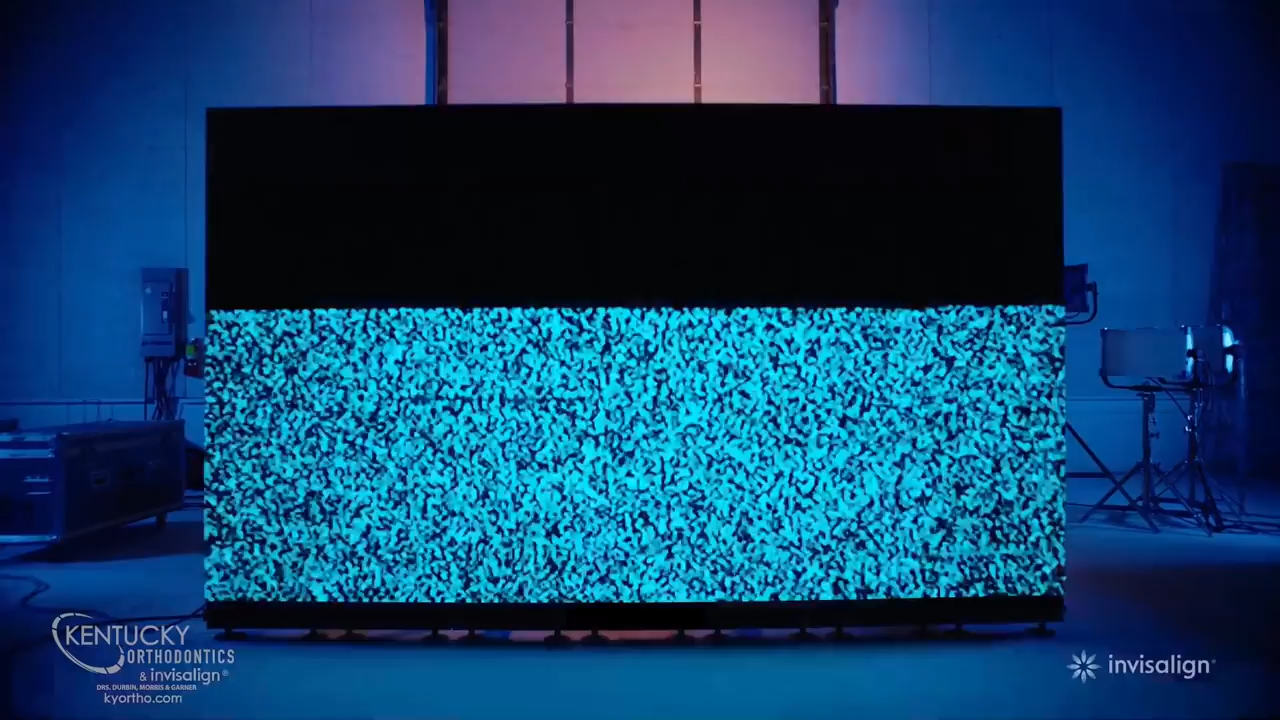 KENTUCKY
ORTHODONTICS
& invisalign®
DRS. DURBIN, MORRIS & GARNER
kyortho.com
invisalign®